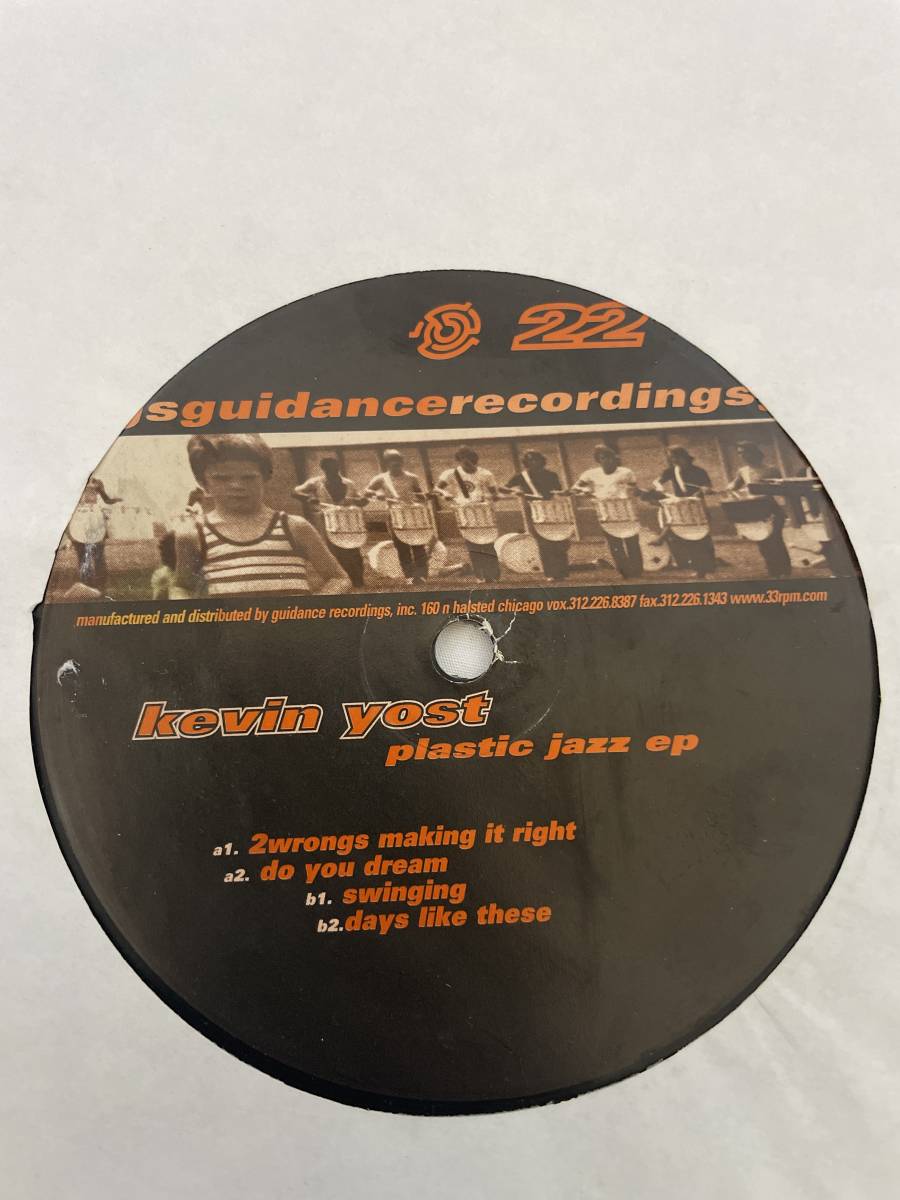 22
guidancerecordings
manufactured and distributed by guidance recordings, inc. 160 n halsted chicago vox.312.226.8387 fax.312.226.1343 www.33rpm.com
kevin yost
plastic jazz ep
a1. 2wrongs making it right
a2. do you dream
b1. swinging
b2.days like these